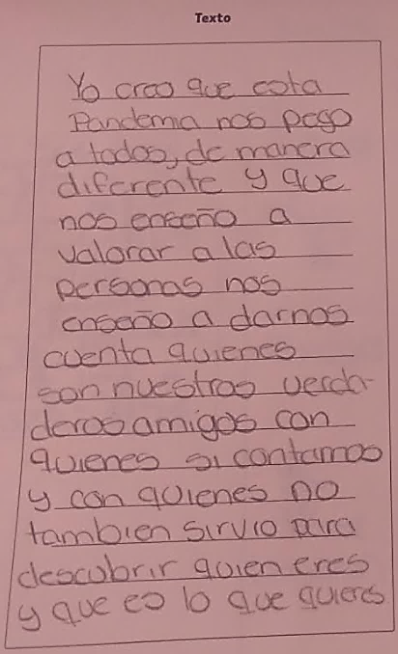 Texto
Yo creo que esta
Pandemia nos pego
a todos, de manera
diferente y que
nos enseño a
valorar a las
personas nos
enseño a darnos
cuenta quienes
son nuestros verda-
deros amigos con
quienes si contamos
y con quienes no
tambien sirvio para
descubrir quien eres
y que es lo que quieres